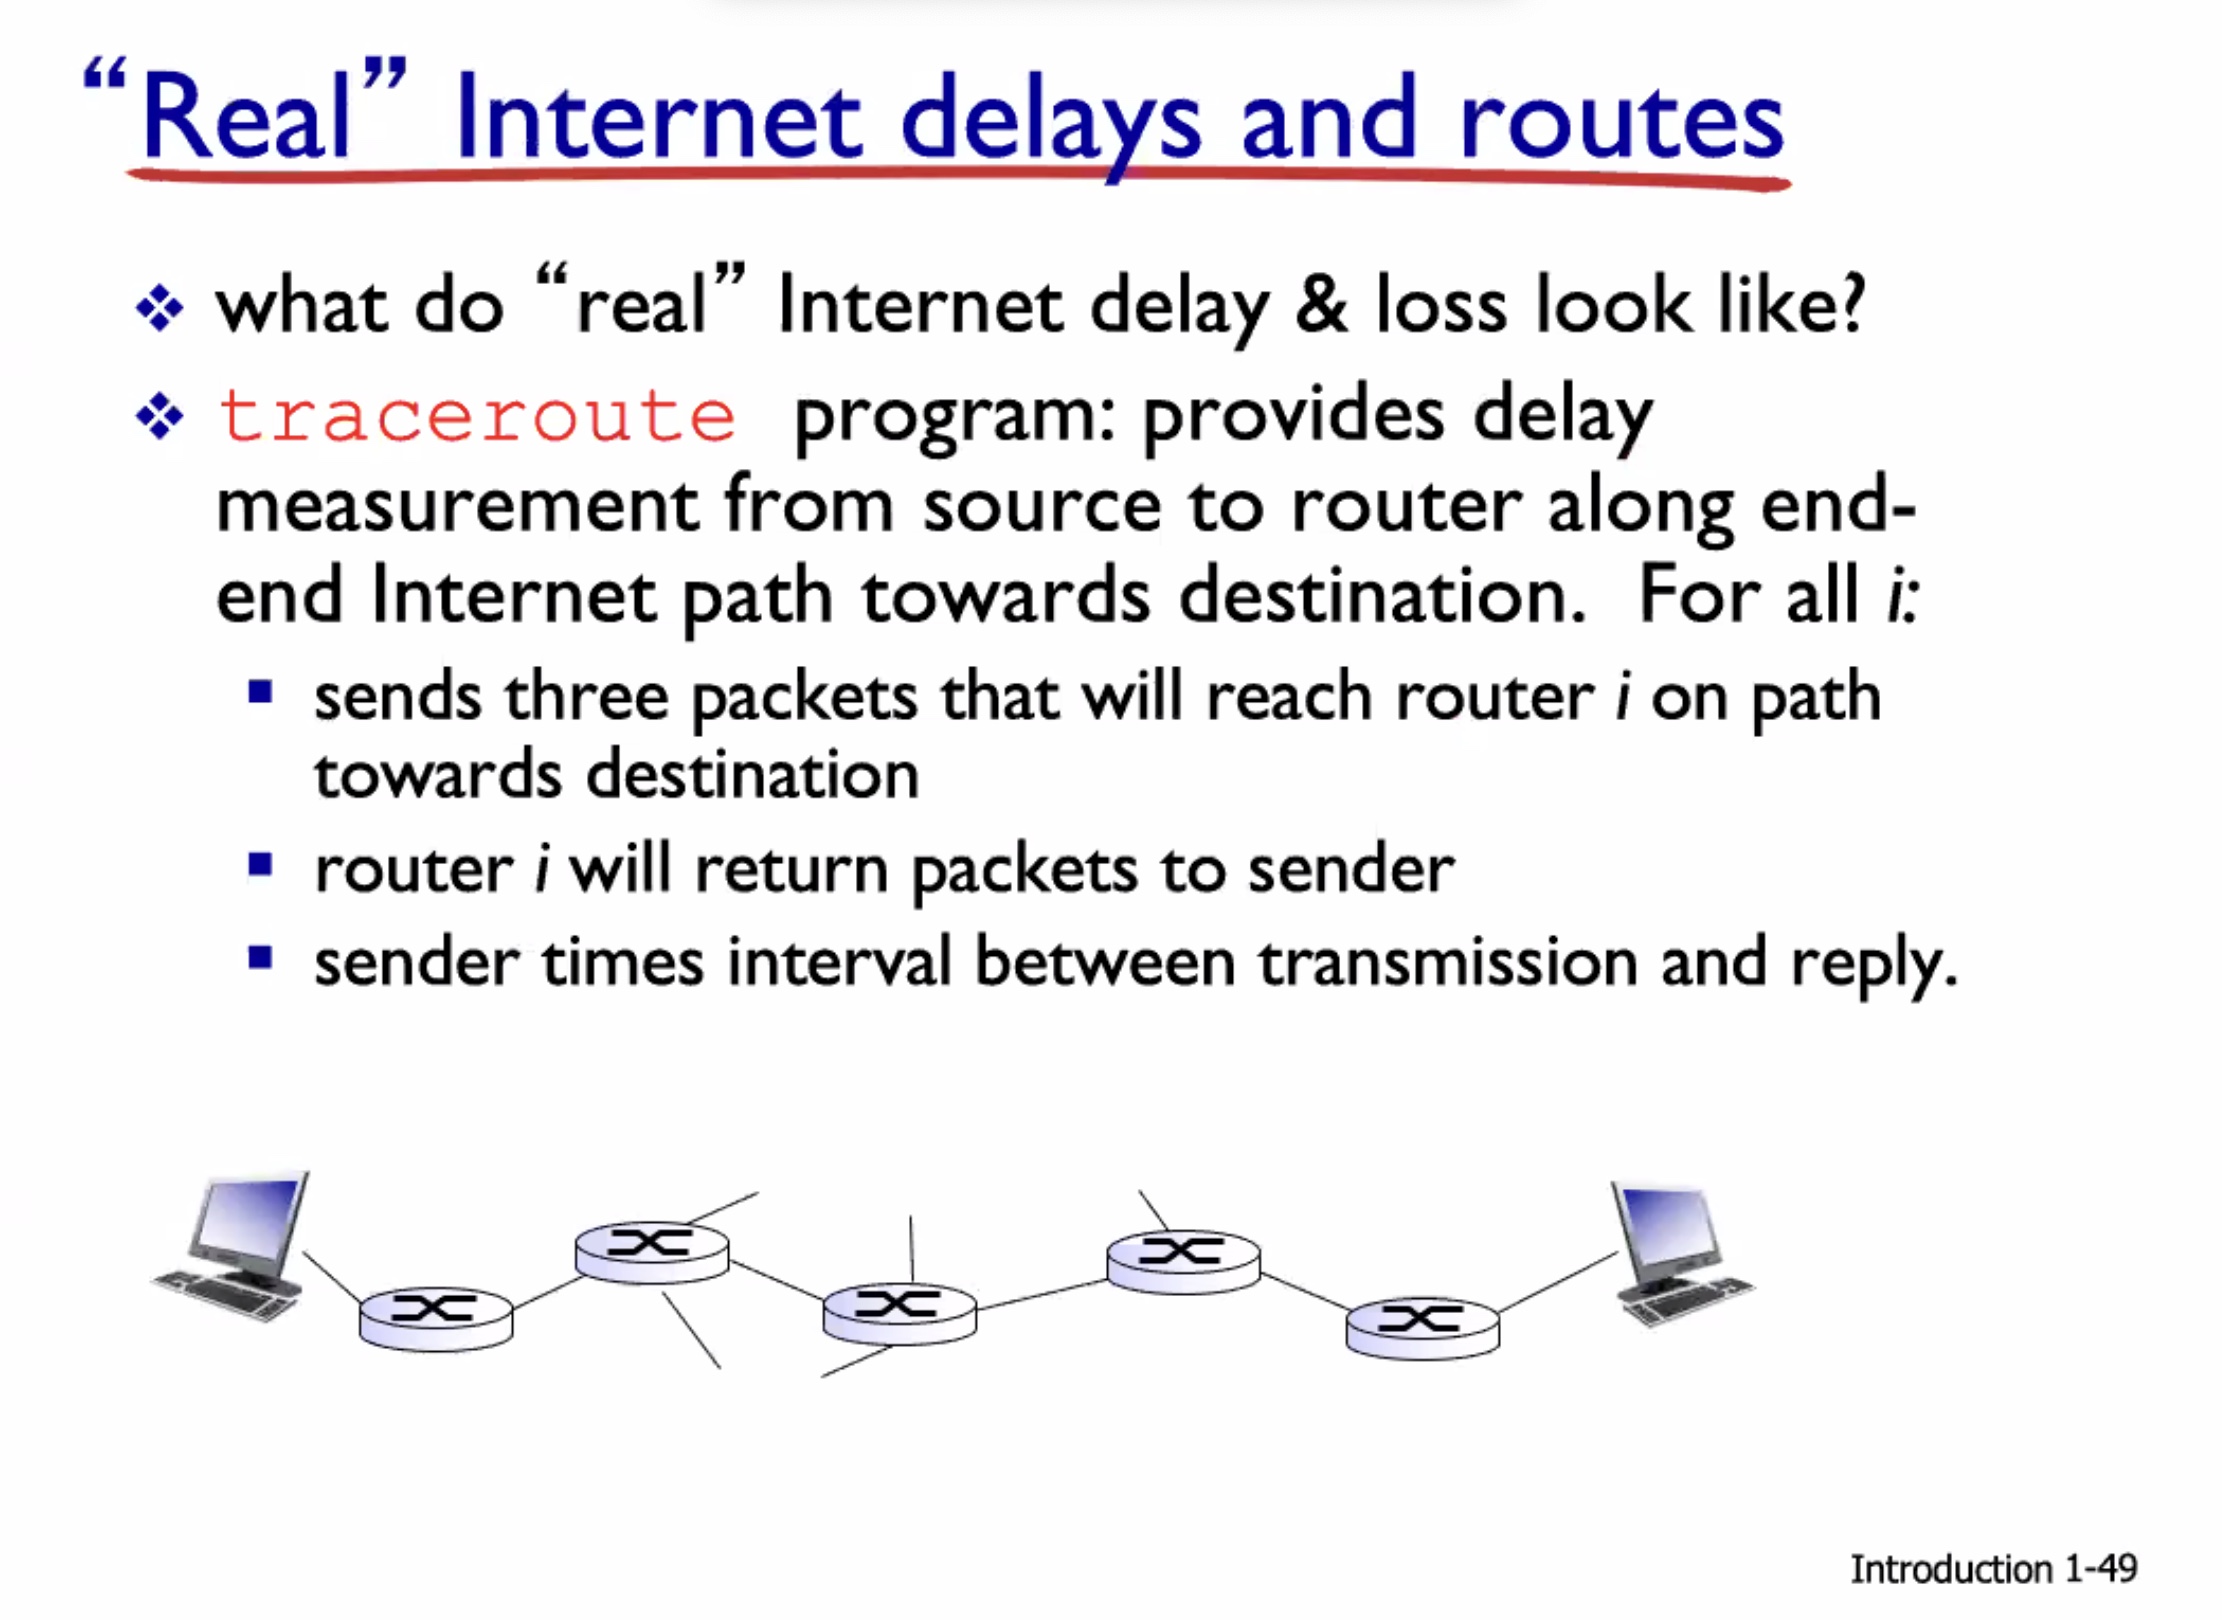 “Real” Internet delays and routes
❖ what do “real” Internet delay & loss look like?
❖ traceroute program: provides delay
measurement from source to router along end-
end Internet path towards destination. For all i:
▪ sends three packets that will reach router i on path
towards destination
▪ router i will return packets to sender
▪ sender times interval between transmission and reply.
Introduction 1-49